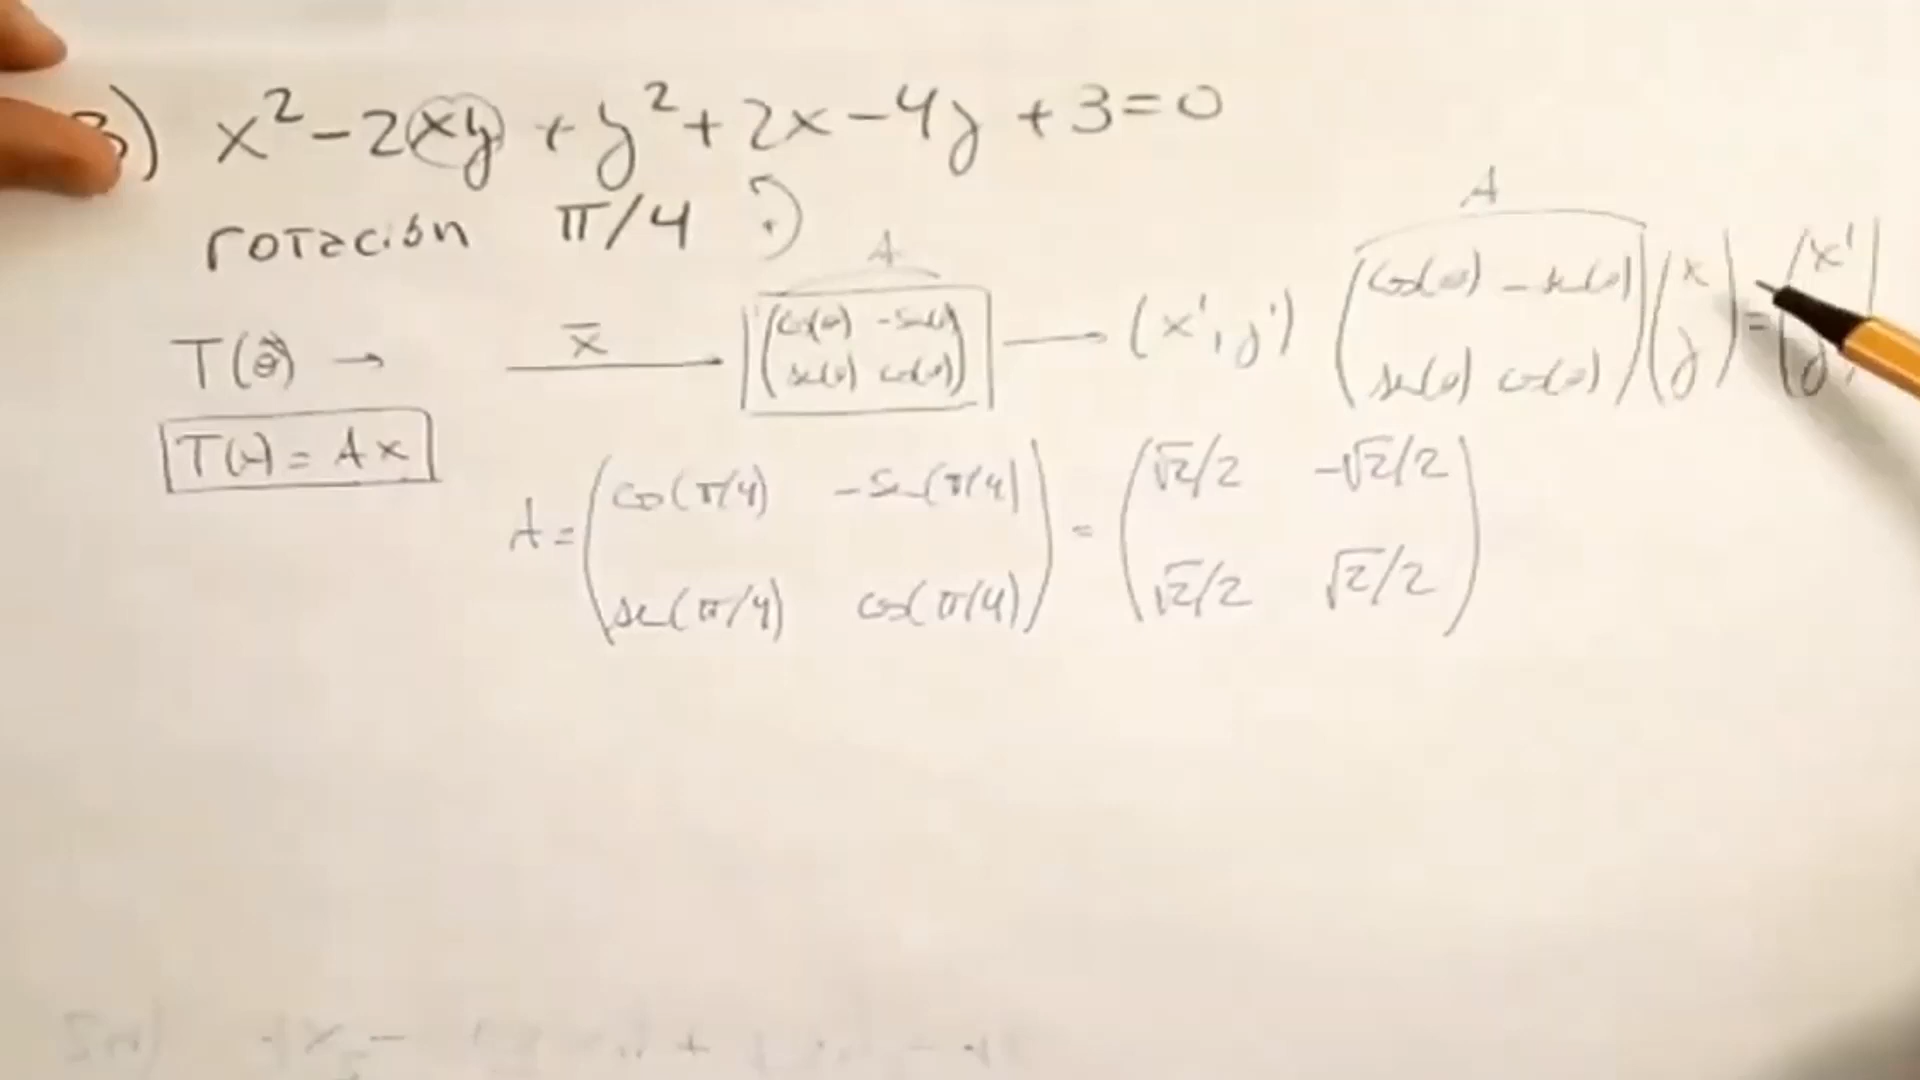 3) x² - 2xy + y² + 2x - 4y + 3 = 0
rotación π/4
A
A
T(θ) → x̄ (cos(θ) -sen(θ) sen(θ) cos(θ)) → (x', y') (cos(θ) -sen(θ) sen(θ) cos(θ)) (x y) = (x' y')
T(x) = Ax
A = (cos(π/4) -sen(π/4) sen(π/4) cos(π/4)) = (√2/2 -√2/2 √2/2 √2/2)